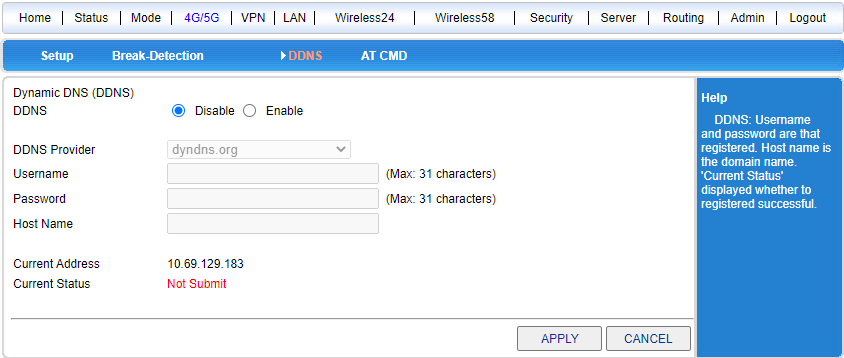 Home | Status | Mode | 4G/5G | VPN | LAN | Wireless24 | Wireless58 | Security | Server | Routing | Admin | Logout
Setup Break-Detection DDNS AT CMD
Dynamic DNS (DDNS)
DDNS Disable Enable
DDNS Provider dyndns.org
Username (Max: 31 characters)
Password (Max: 31 characters)
Host Name
Current Address 10.69.129.183
Current Status Not Submit
APPLY CANCEL
Help
DDNS: Username
and password are that
registered. Host name is
the domain name.
'Current Status'
displayed whether to
registered successful.